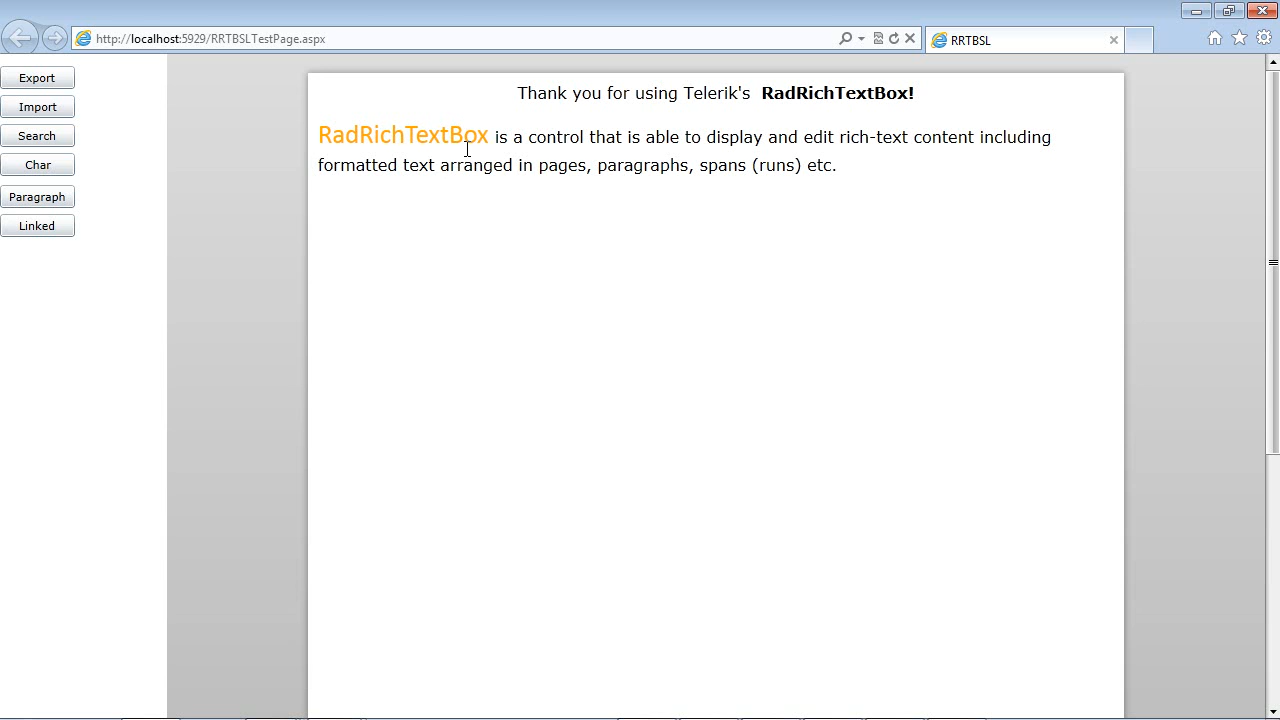 http://localhost:5929/RRTBSLTestPage.aspx
RRTBSL
Export
Import
Search
Char
Paragraph
Linked
Thank you for using Telerik's RadRichTextBox!
RadRichTextBox is a control that is able to display and edit rich-text content including
formatted text arranged in pages, paragraphs, spans (runs) etc.